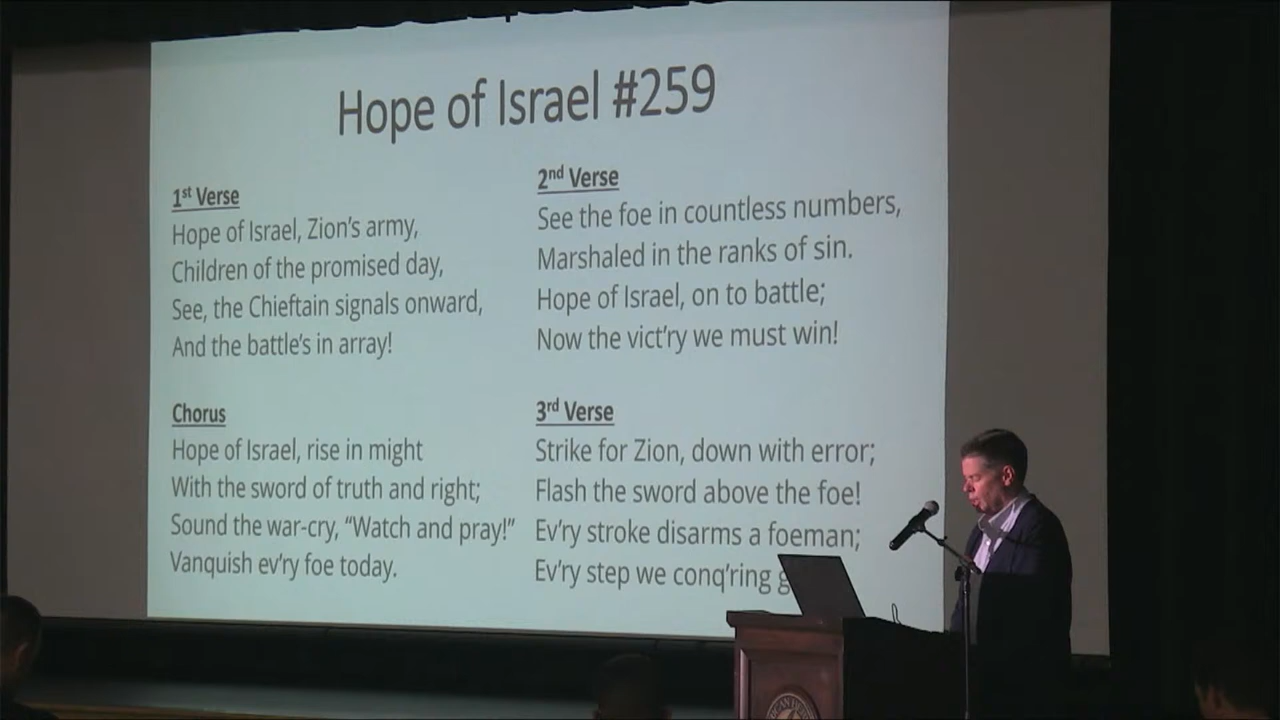 Hope of Israel #259
1st Verse
Hope of Israel, Zion’s army,
Children of the promised day,
See, the Chieftain signals onward,
And the battle’s in array!
Chorus
Hope of Israel, rise in might
With the sword of truth and right;
Sound the war-cry, “Watch and pray!”
Vanquish ev’ry foe today.
2nd Verse
See the foe in countless numbers,
Marshaled in the ranks of sin.
Hope of Israel, on to battle;
Now the vict’ry we must win!
3rd Verse
Strike for Zion, down with error;
Flash the sword above the foe!
Ev’ry stroke disarms a foeman;
Ev’ry step we conq’ring